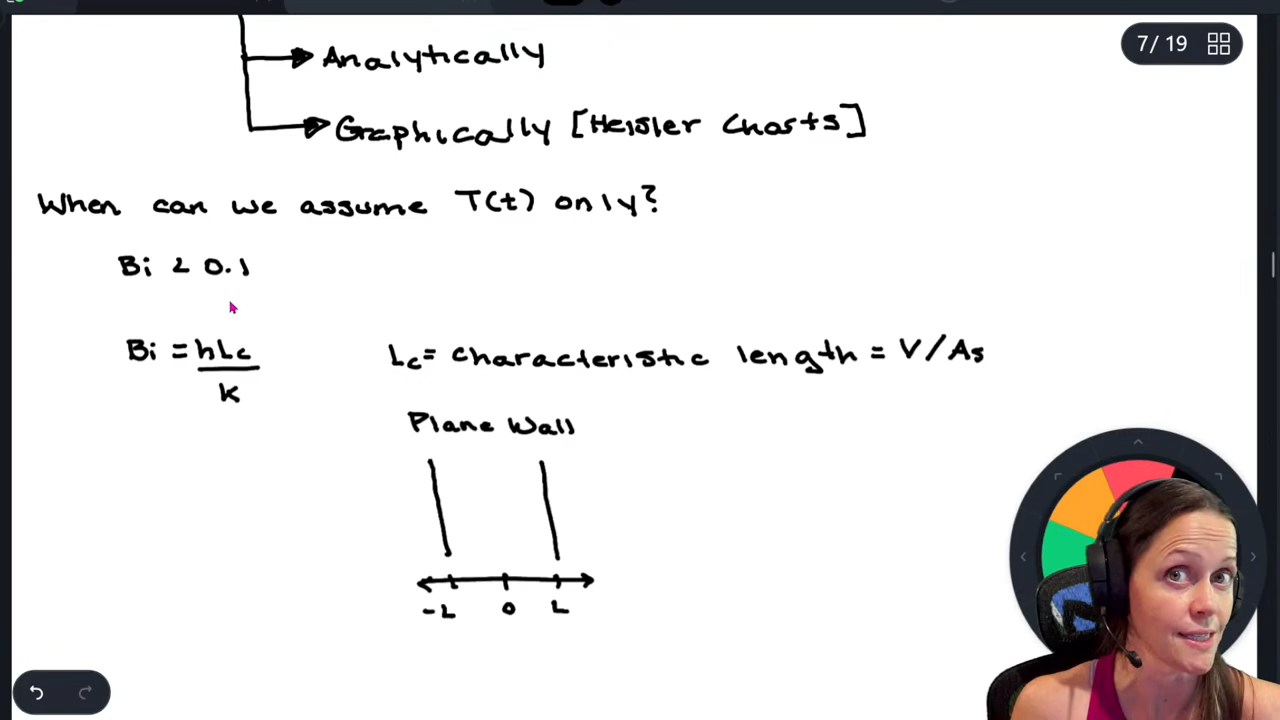 7/19
Analytically
Graphically [Heisler Charts]
When can we assume T(t) only?
Bi < 0.1
Bi = hLc
k
Lc = characteristic length = V/As
Plane Wall
-L 0 L